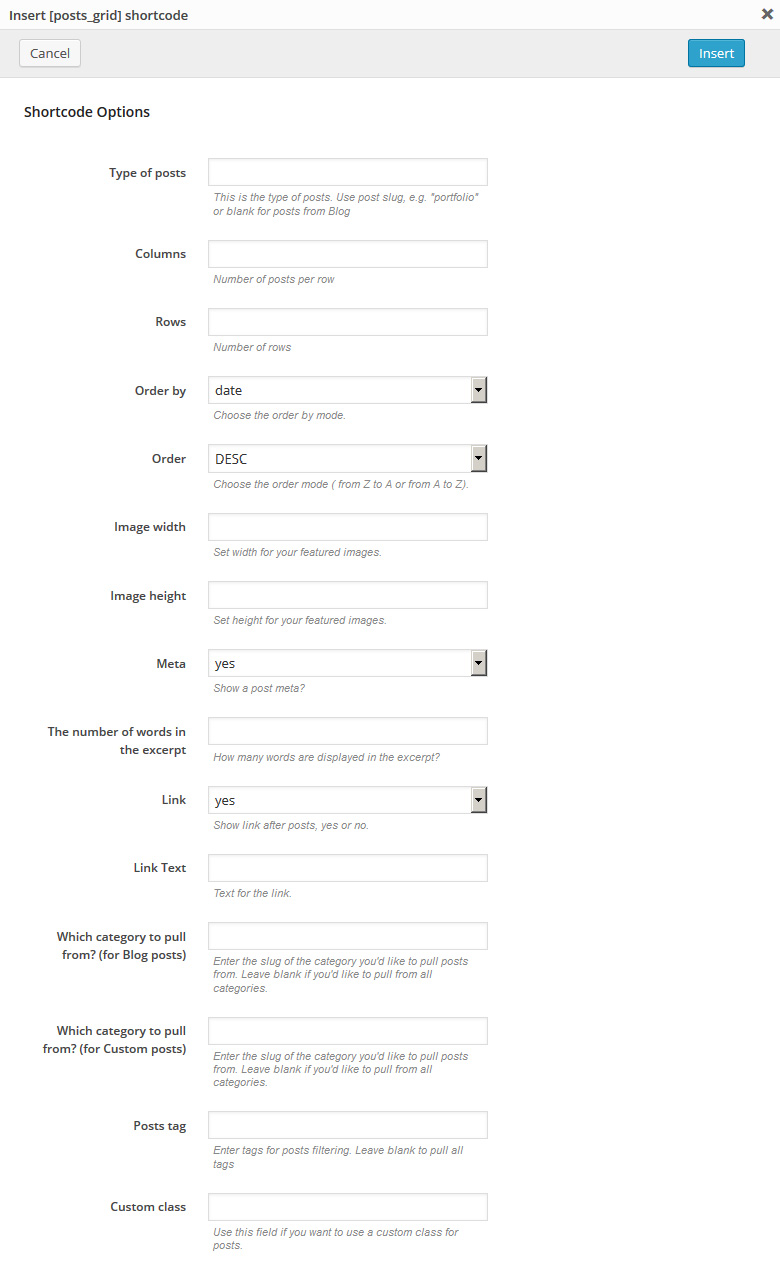 Insert [posts_grid] shortcode
Cancel
Insert
Shortcode Options
Type of posts
This is the type of posts. Use post slug, e.g. "portfolio"
or blank for posts from Blog
Columns
Number of posts per row
Rows
Number of rows
Order by
date
Choose the order by mode.
Order
DESC
Choose the order mode ( from Z to A or from A to Z).
Image width
Set width for your featured images.
Image height
Set height for your featured images.
Meta
yes
Show a post meta?
The number of words in
the excerpt
How many words are displayed in the excerpt?
Link
yes
Show link after posts, yes or no.
Link Text
Text for the link.
Which category to pull
from? (for Blog posts)
Enter the slug of the category you'd like to pull posts
from. Leave blank if you'd like to pull from all
categories.
Which category to pull
from? (for Custom posts)
Enter the slug of the category you'd like to pull posts
from. Leave blank if you'd like to pull from all
categories.
Posts tag
Enter tags for posts filtering. Leave blank to pull all
tags
Custom class
Use this field if you want to use a custom class for
posts.